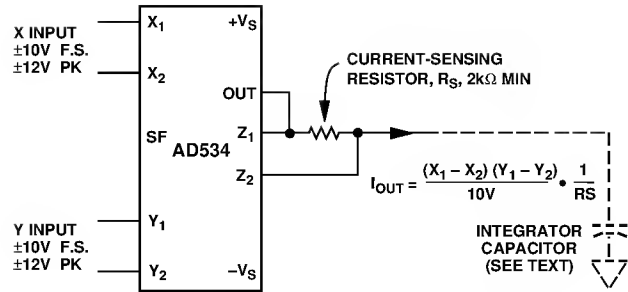 X INPUT
±10V F.S.
±12V PK
X1
X2
+VS
OUT
SF
AD534
Z1
Z2
CURRENT-SENSING
RESISTOR, RS, 2kΩ MIN
IOUT = (X1 – X2) (Y1 – Y2) / 10V • 1 / RS
Y INPUT
±10V F.S.
±12V PK
Y1
Y2
–VS
INTEGRATOR
CAPACITOR
(SEE TEXT)